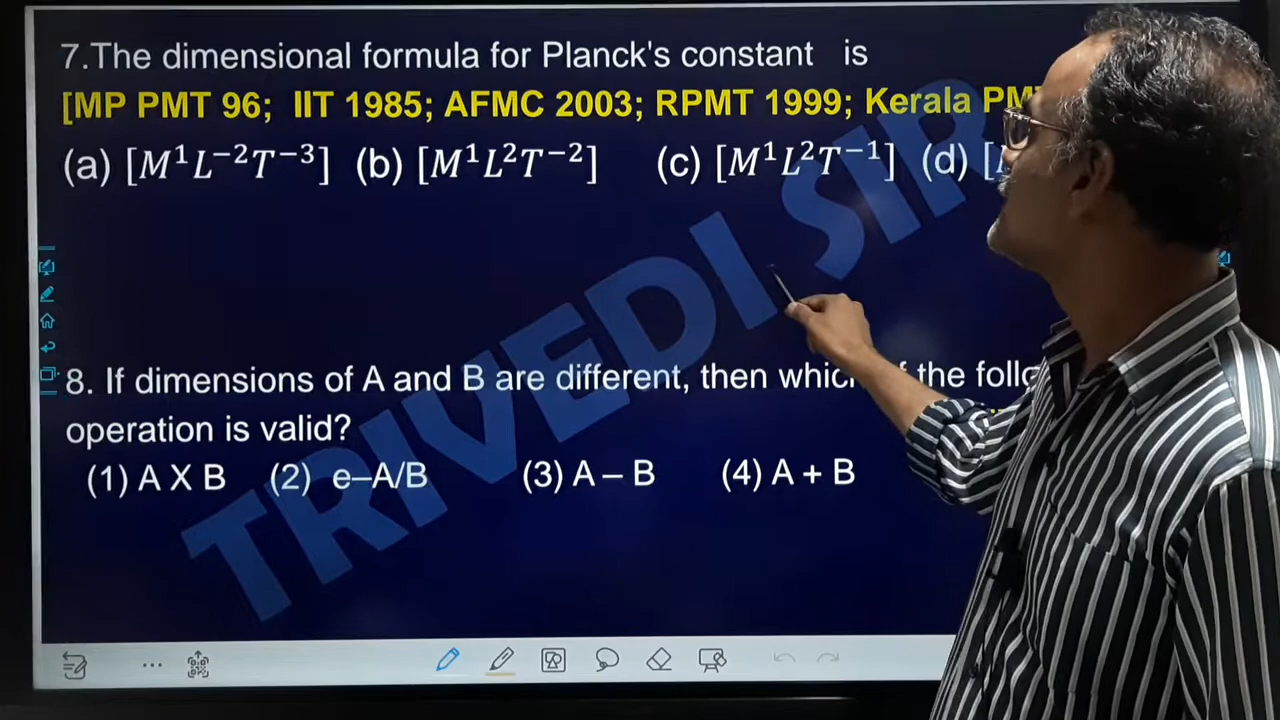 7.The dimensional formula for Planck's constant is
[MP PMT 96; IIT 1985; AFMC 2003; RPMT 1999; Kerala
(a) [M¹L⁻²T⁻³] (b) [M¹L²T⁻²] (c) [M¹L²T⁻¹] (d) [
8. If dimensions of A and B are different, then the
operation is valid?
(1) A X B (2) e–A/B (3) A – B (4) A + B
TRIVEDI SIR